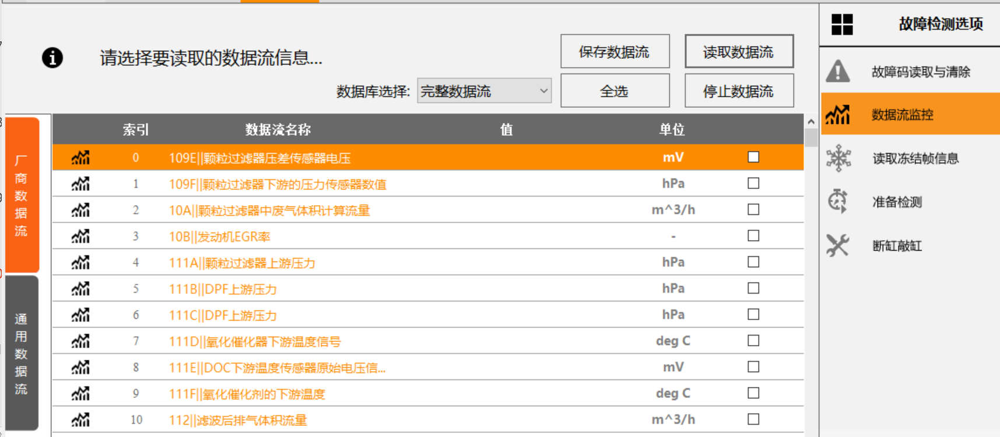 故障检测选项
请选择要读取的数据流信息...
保存数据流
读取数据流
数据库选择:
完整数据流
全选
停止数据流
故障码读取与清除
数据流监控
读取冻结帧信息
准备检测
断缸敲缸
厂商数据流
通用数据流
索引 数据流名称 值 单位
0 109E||颗粒过滤器压差传感器电压 mV
1 109F||颗粒过滤器下游的压力传感器数值 hPa
2 10A||颗粒过滤器中废气体积计算流量 m^3/h
3 10B||发动机EGR率 -
4 111A||颗粒过滤器上游压力 hPa
5 111B||DPF上游压力 hPa
6 111C||DPF上游压力 hPa
7 111D||氧化催化器下游温度信号 deg C
8 111E||DOC下游温度传感器原始电压信... mV
9 111F||氧化催化剂的下游温度 deg C
10 112||滤波后排气体积流量 m^3/h